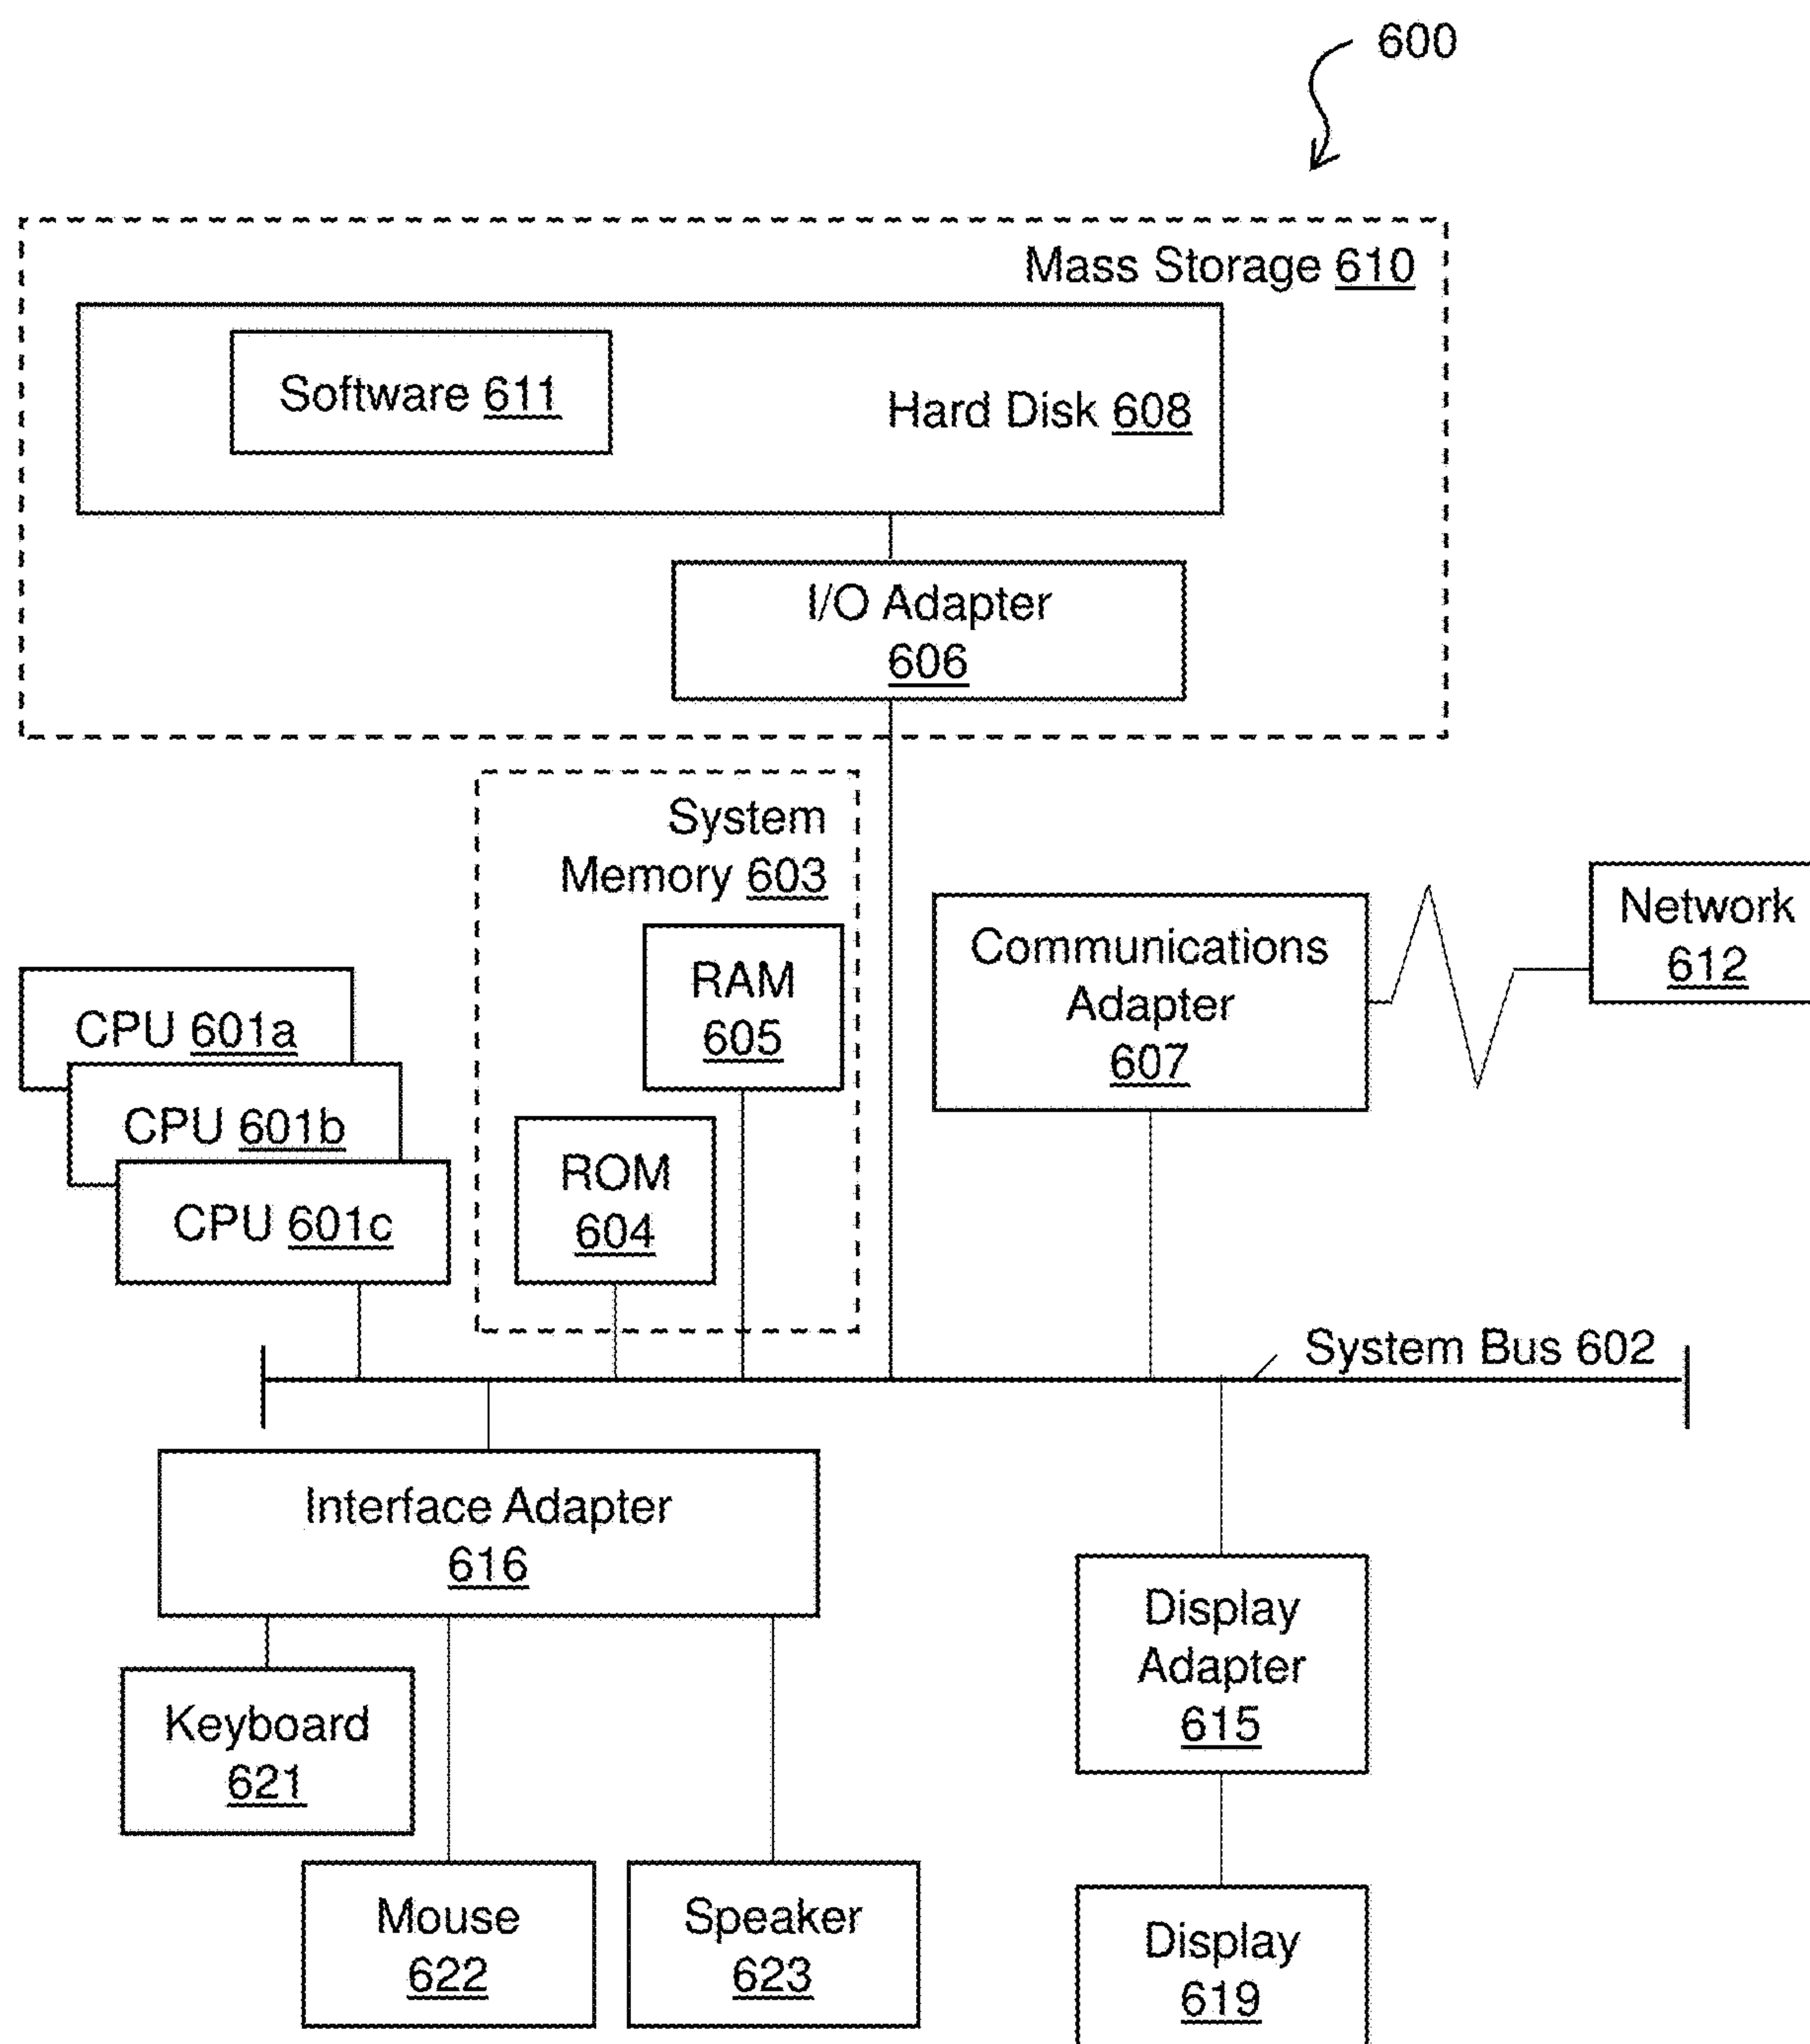 600
Mass Storage 610
Software 611
Hard Disk 608
I/O Adapter
606
System
Memory 603
RAM
605
ROM
604
CPU 601a
CPU 601b
CPU 601c
Communications
Adapter
607
Network
612
System Bus 602
Interface Adapter
616
Keyboard
621
Mouse
622
Speaker
623
Display
Adapter
615
Display
619